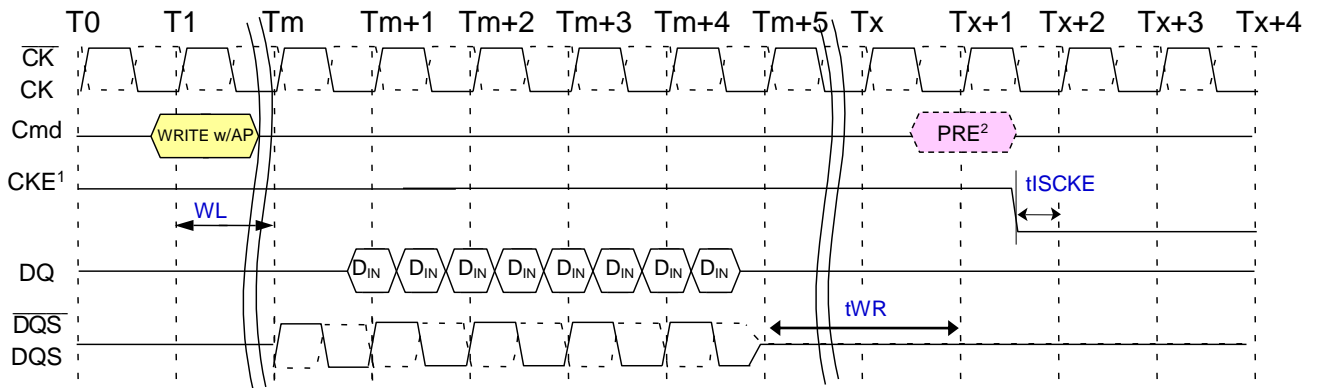 T0 T1 Tm Tm+1 Tm+2 Tm+3 Tm+4 Tm+5 Tx Tx+1 Tx+2 Tx+3 Tx+4
CK
CK
Cmd WRITE w/AP PRE²
CKE¹ tISCKE
WL
DQ DIN DIN DIN DIN DIN DIN DIN DIN
tWR
DQS
DQS